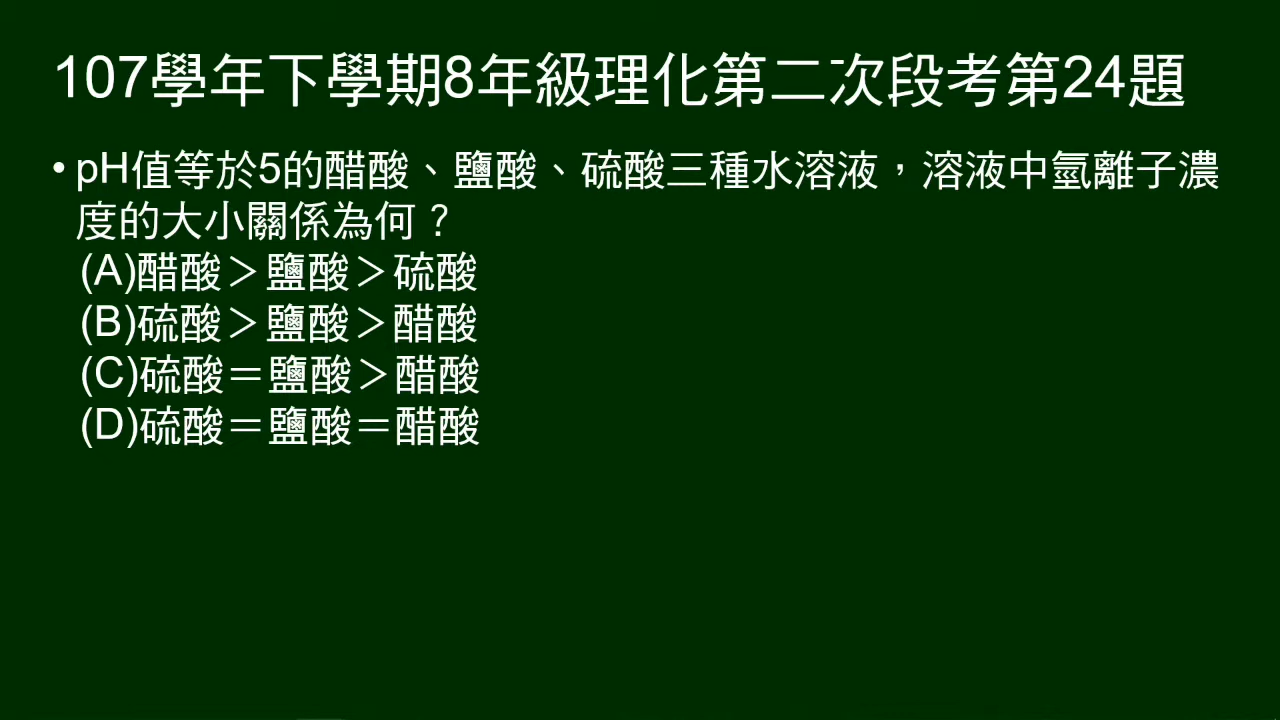 107學年下學期8年級理化第二次段考第24題
• pH值等於5的醋酸、鹽酸、硫酸三種水溶液，溶液中氫離子濃
度的大小關係為何？
(A)醋酸＞鹽酸＞硫酸
(B)硫酸＞鹽酸＞醋酸
(C)硫酸＝鹽酸＞醋酸
(D)硫酸＝鹽酸＝醋酸